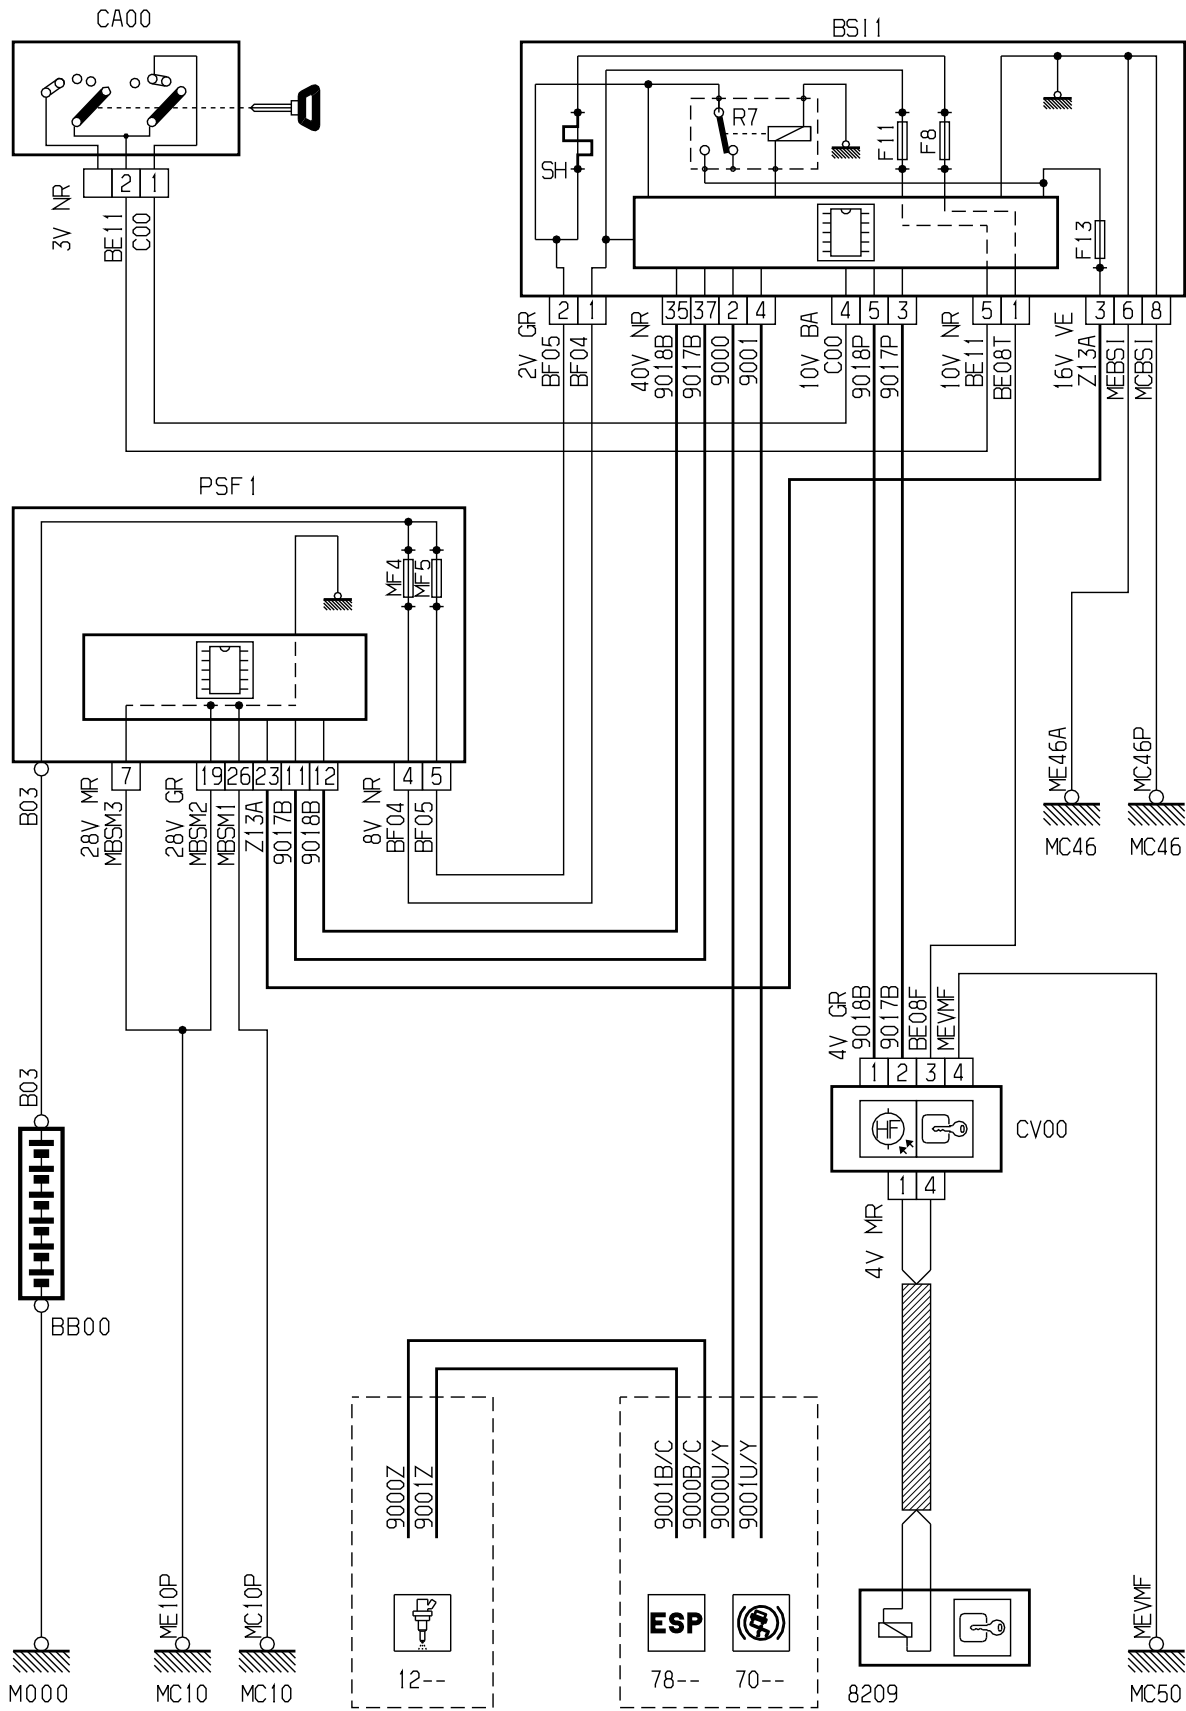 CA00
BSI1
R7
SH
F11
F8
F13
2 1
3V NR
BE11
C00
2 1
35 37 2 4
4 5 3
5 1
3 6 8
2V GR
BF05
BF04
40V NR
9018B
9017B
9000
9001
10V BA
C00
9018P
9017P
10V NR
BE11
BE08T
16V VE
Z13A
MEBSI
MCBSI
PSF1
MF4
MF5
7
19 26 23 11 12
4 5
B03
28V MR
MBSM3
28V GR
MBSM2
MBSM1
Z13A
9017B
9018B
8V NR
BF04
BF05
ME46A
MC46P
MC46
MC46
4V GR
9018B
9017B
BE08F
MEVMF
1 2 3 4
HF
CV00
1 4
4V MR
B03
BB00
9000Z
9001Z
9001B/C
9000B/C
9000U/Y
9001U/Y
ME10P
MC10P
MEVMF
ESP
M000
MC10
MC10
12--
78--
70--
8209
MC50